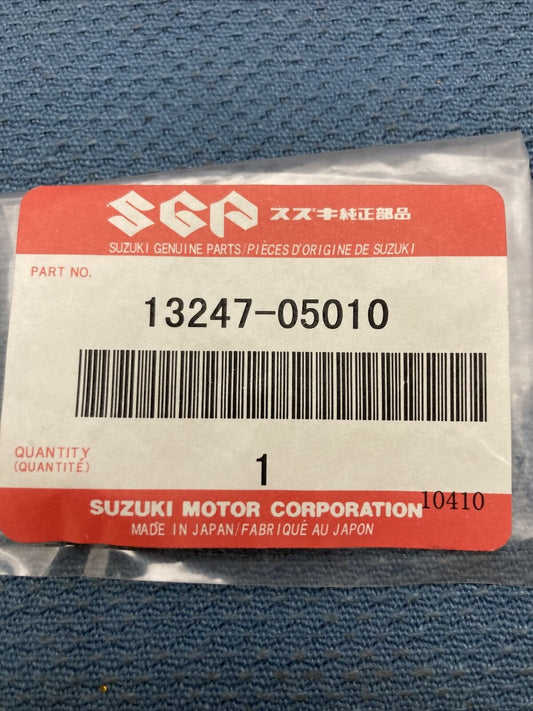 SGP スズキ純正部品
SUZUKI GENUINE PARTS/PIÈCES D'ORIGINE DE SUZUKI
PART NO.
13247-05010
QUANTITY
(QUANTITÉ)
1
SUZUKI MOTOR CORPORATION
10410
MADE IN JAPAN/FABRIQUÉ AU JAPON